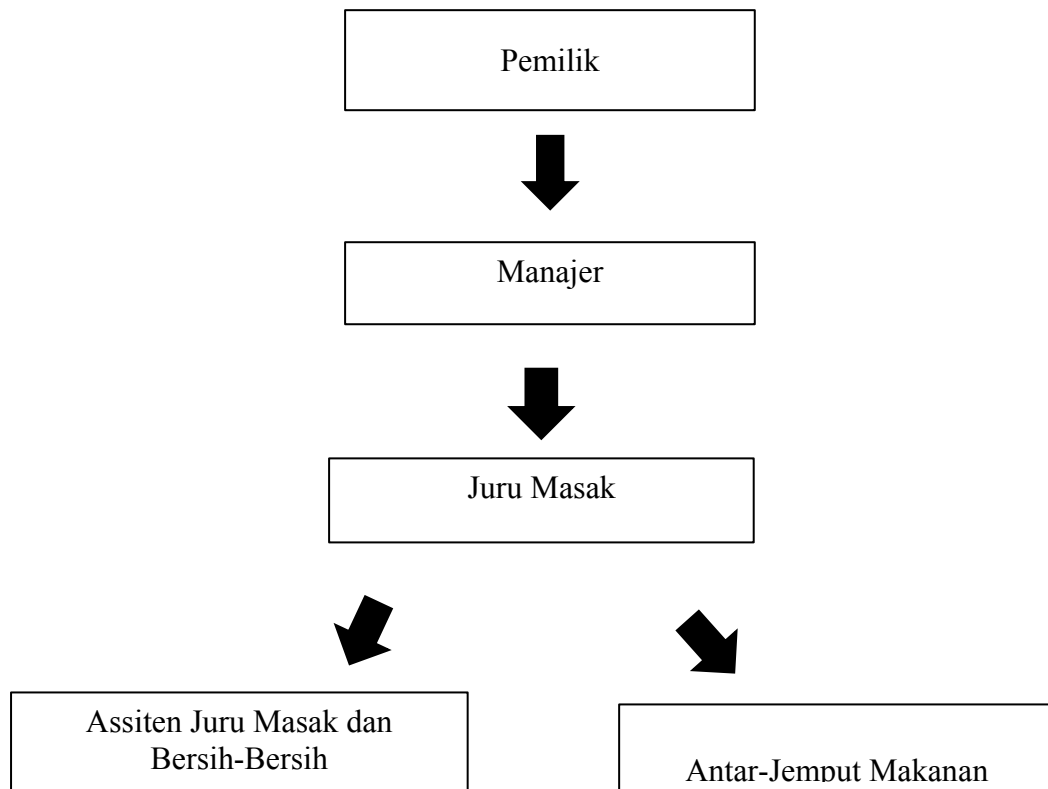 Pemilik
Manajer
Juru Masak
Assiten Juru Masak dan
Bersih-Bersih
Antar-Jemput Makanan